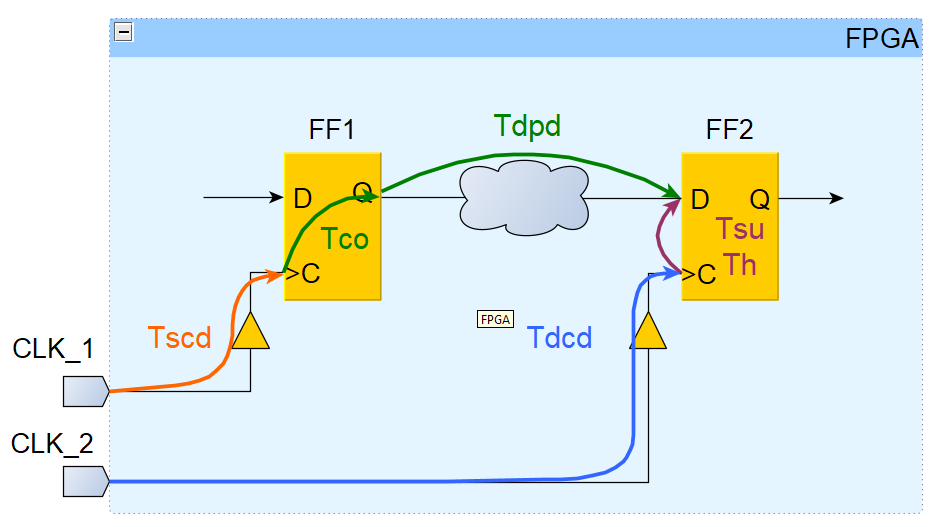 FPGA
FF1
Tdpd
FF2
D
Q
D
Q
Tco
Tsu
>C
>C
Th
FPGA
Tscd
Tdcd
CLK_1
CLK_2